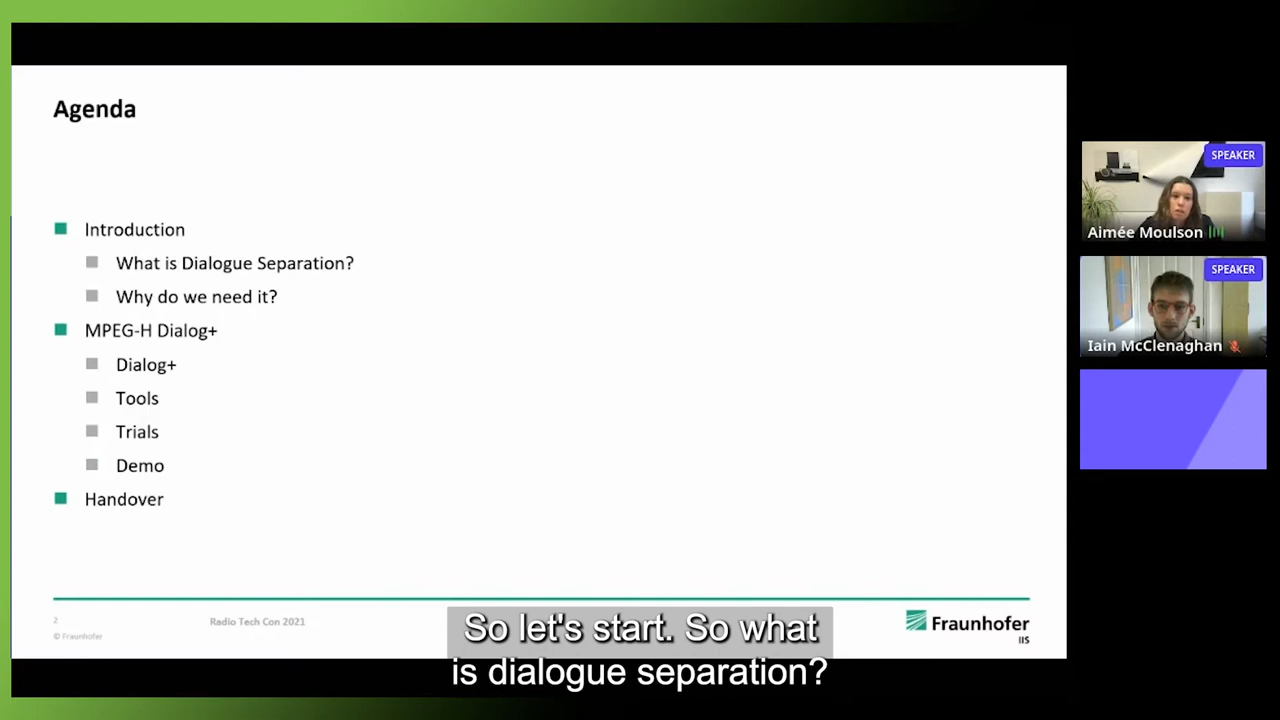 Agenda
Introduction
What is Dialogue Separation?
Why do we need it?
MPEG-H Dialog+
Dialog+
Tools
Trials
Demo
Handover
2
Radio Tech Con 2021
© Fraunhofer
Fraunhofer
IIS
SPEAKER
Aimée Moulson
SPEAKER
Iain McClenaghan
So let's start. So what
is dialogue separation?